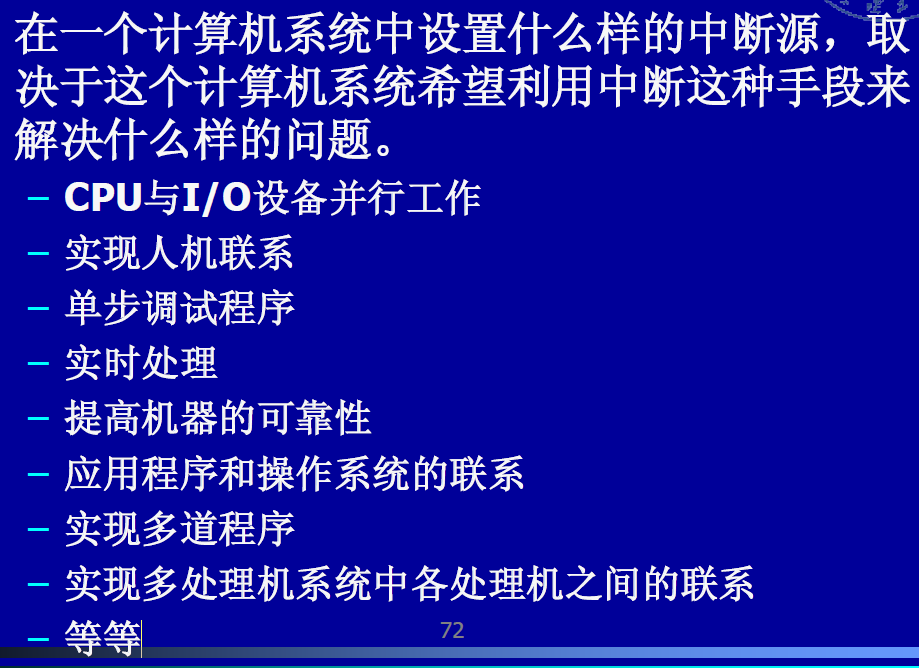 在一个计算机系统中设置什么样的中断源，取
决于这个计算机系统希望利用中断这种手段来
解决什么样的问题。
– CPU与I/O设备并行工作
– 实现人机联系
– 单步调试程序
– 实时处理
– 提高机器的可靠性
– 应用程序和操作系统的联系
– 实现多道程序
– 实现多处理机系统中各处理机之间的联系
– 等等
72